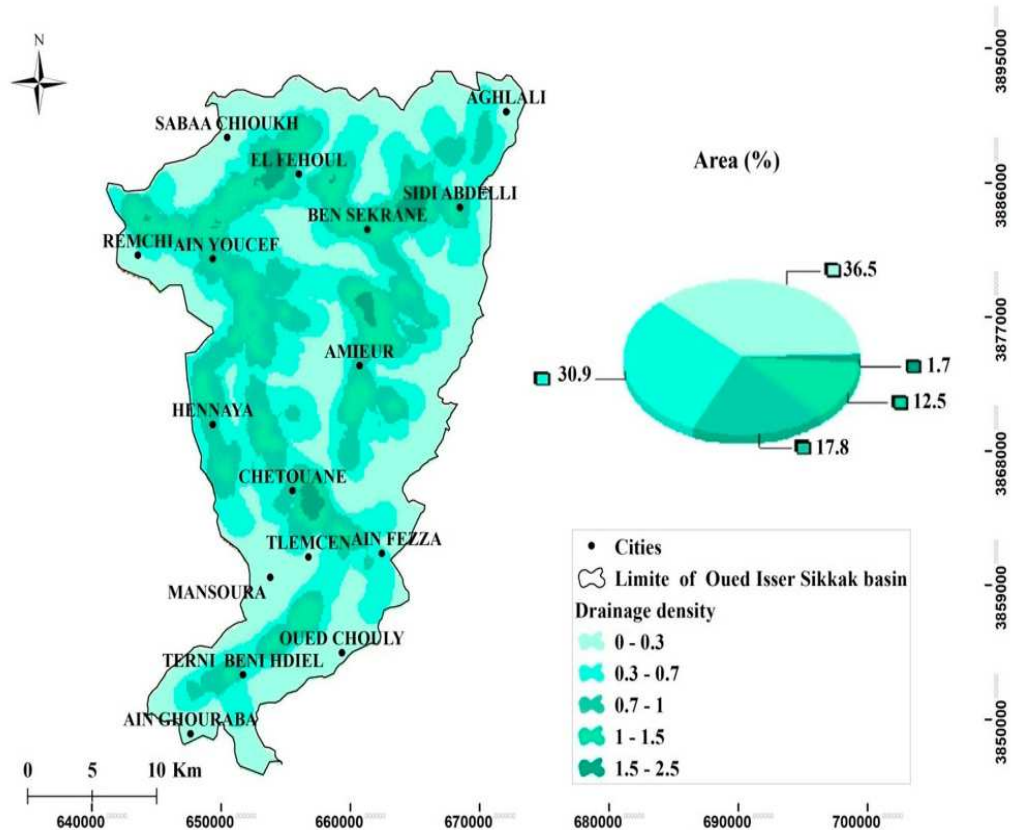 N
AGHLALI
SABAA CHIOUKH
EL FEHOUL
SIDI ABDELLI
BEN SEKRANE
REMCHI AIN YOUCEF
AMIEUR
HENNAYA
CHETOUANE
TLEMCEN AIN FEZZA
MANSOURA
OUED CHOULY
TERNI BENI HDIEL
AIN GHOURABA
0 5 10 Km
Area (%)
36.5
1.7
30.9
12.5
17.8
Cities
Limite of Oued Isser Sikkak basin
Drainage density
0 - 0.3
0.3 - 0.7
0.7 - 1
1 - 1.5
1.5 - 2.5
3895000
3886000
3877000
3868000
3859000
3850000
640000 650000 660000 670000 680000 690000 700000